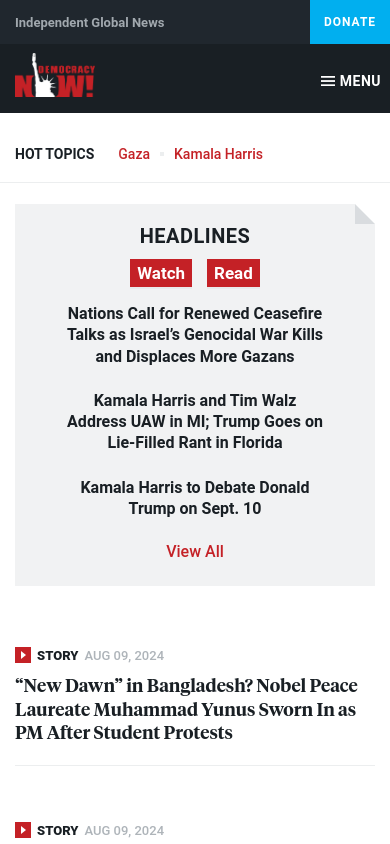 Independent Global News
DONATE
DEMOCRACY
NOW!
MENU
HOT TOPICS
Gaza
Kamala Harris
HEADLINES
Watch
Read
Nations Call for Renewed Ceasefire
Talks as Israel’s Genocidal War Kills
and Displaces More Gazans
Kamala Harris and Tim Walz
Address UAW in MI; Trump Goes on
Lie-Filled Rant in Florida
Kamala Harris to Debate Donald
Trump on Sept. 10
View All
STORY AUG 09, 2024
“New Dawn” in Bangladesh? Nobel Peace
Laureate Muhammad Yunus Sworn In as
PM After Student Protests
STORY AUG 09, 2024